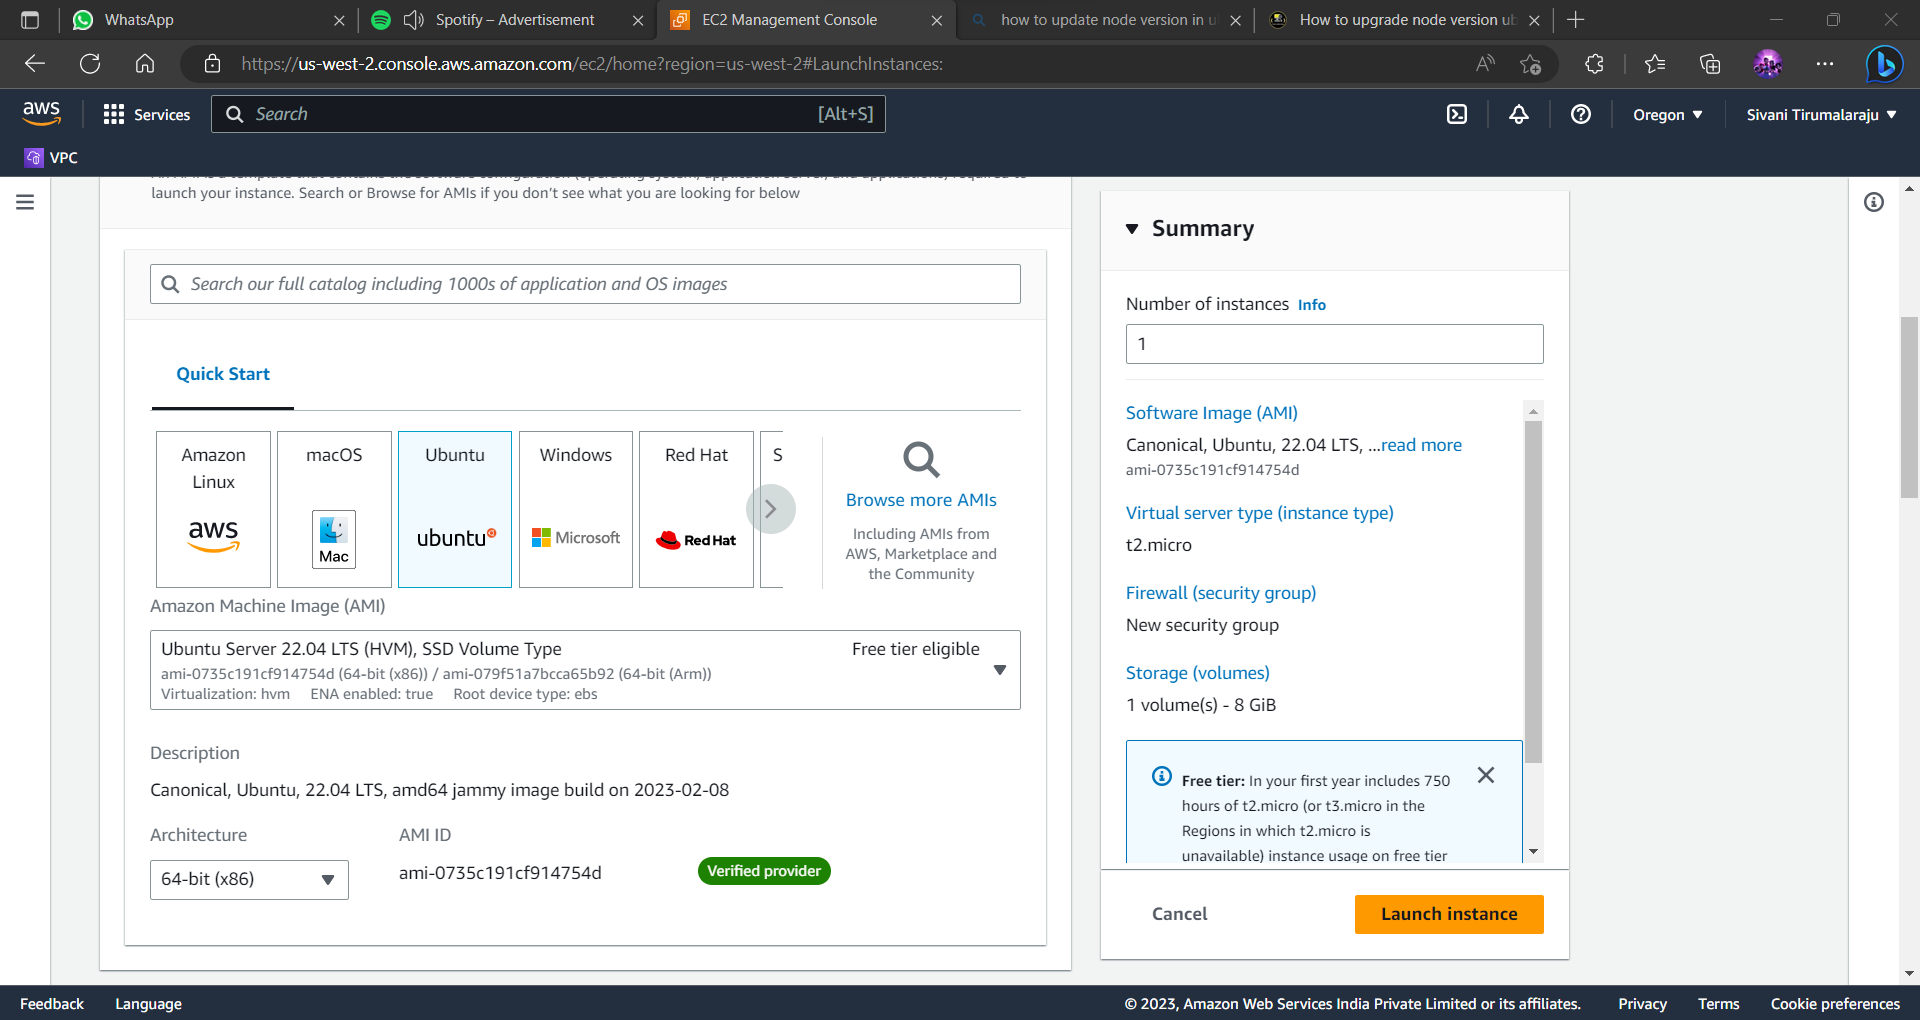 WhatsApp
Spotify – Advertisement
EC2 Management Console
how to update node version in u
How to upgrade node version ub
https://us-west-2.console.aws.amazon.com/ec2/home?region=us-west-2#LaunchInstances:
aws
Services
Search
[Alt+S]
Oregon
Sivani Tirumalaraju
VPC
launch your instance. Search or Browse for AMIs if you don't see what you are looking for below
Search our full catalog including 1000s of application and OS images
Quick Start
Amazon
Linux
aws
macOS
Mac
Ubuntu
ubuntu
Windows
Microsoft
Red Hat
Red Hat
S
Browse more AMIs
Including AMIs from
AWS, Marketplace and
the Community
Amazon Machine Image (AMI)
Ubuntu Server 22.04 LTS (HVM), SSD Volume Type
Free tier eligible
ami-0735c191cf914754d (64-bit (x86)) / ami-079f51a7bcca65b92 (64-bit (Arm))
Virtualization: hvm ENA enabled: true Root device type: ebs
Description
Canonical, Ubuntu, 22.04 LTS, amd64 jammy image build on 2023-02-08
Architecture
64-bit (x86)
AMI ID
ami-0735c191cf914754d
Verified provider
Summary
Number of instances Info
1
Software Image (AMI)
Canonical, Ubuntu, 22.04 LTS, ...read more
ami-0735c191cf914754d
Virtual server type (instance type)
t2.micro
Firewall (security group)
New security group
Storage (volumes)
1 volume(s) - 8 GiB
Free tier: In your first year includes 750
hours of t2.micro (or t3.micro in the
Regions in which t2.micro is
unavailable) instance usage on free tier
Cancel
Launch instance
Feedback
Language
© 2023, Amazon Web Services India Private Limited or its affiliates.
Privacy
Terms
Cookie preferences